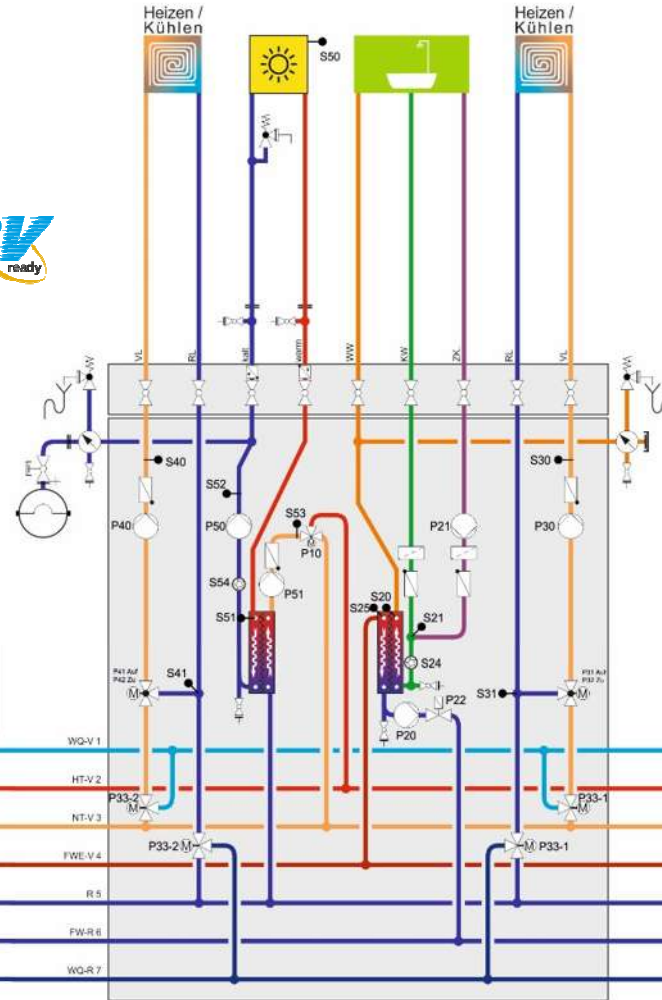 Heizen /
Kühlen
Heizen /
Kühlen
S50
ready
VL
RL
kalt
warm
WW
KW
ZK
RL
VL
S40
S30
S52
P40
P50
S53
P10
M
P21
P30
S54
P51
S51
S25
S20
S21
S24
P41 Auf
P42 Zu
S41
M
P22
P20
S31
P31 Auf
P32 Zu
M
WQ-V 1
HT-V 2
P33-2
M
P33-1
M
NT-V 3
P33-2
M
M
P33-1
FWE-V 4
R 5
FW-R 6
WQ-R 7